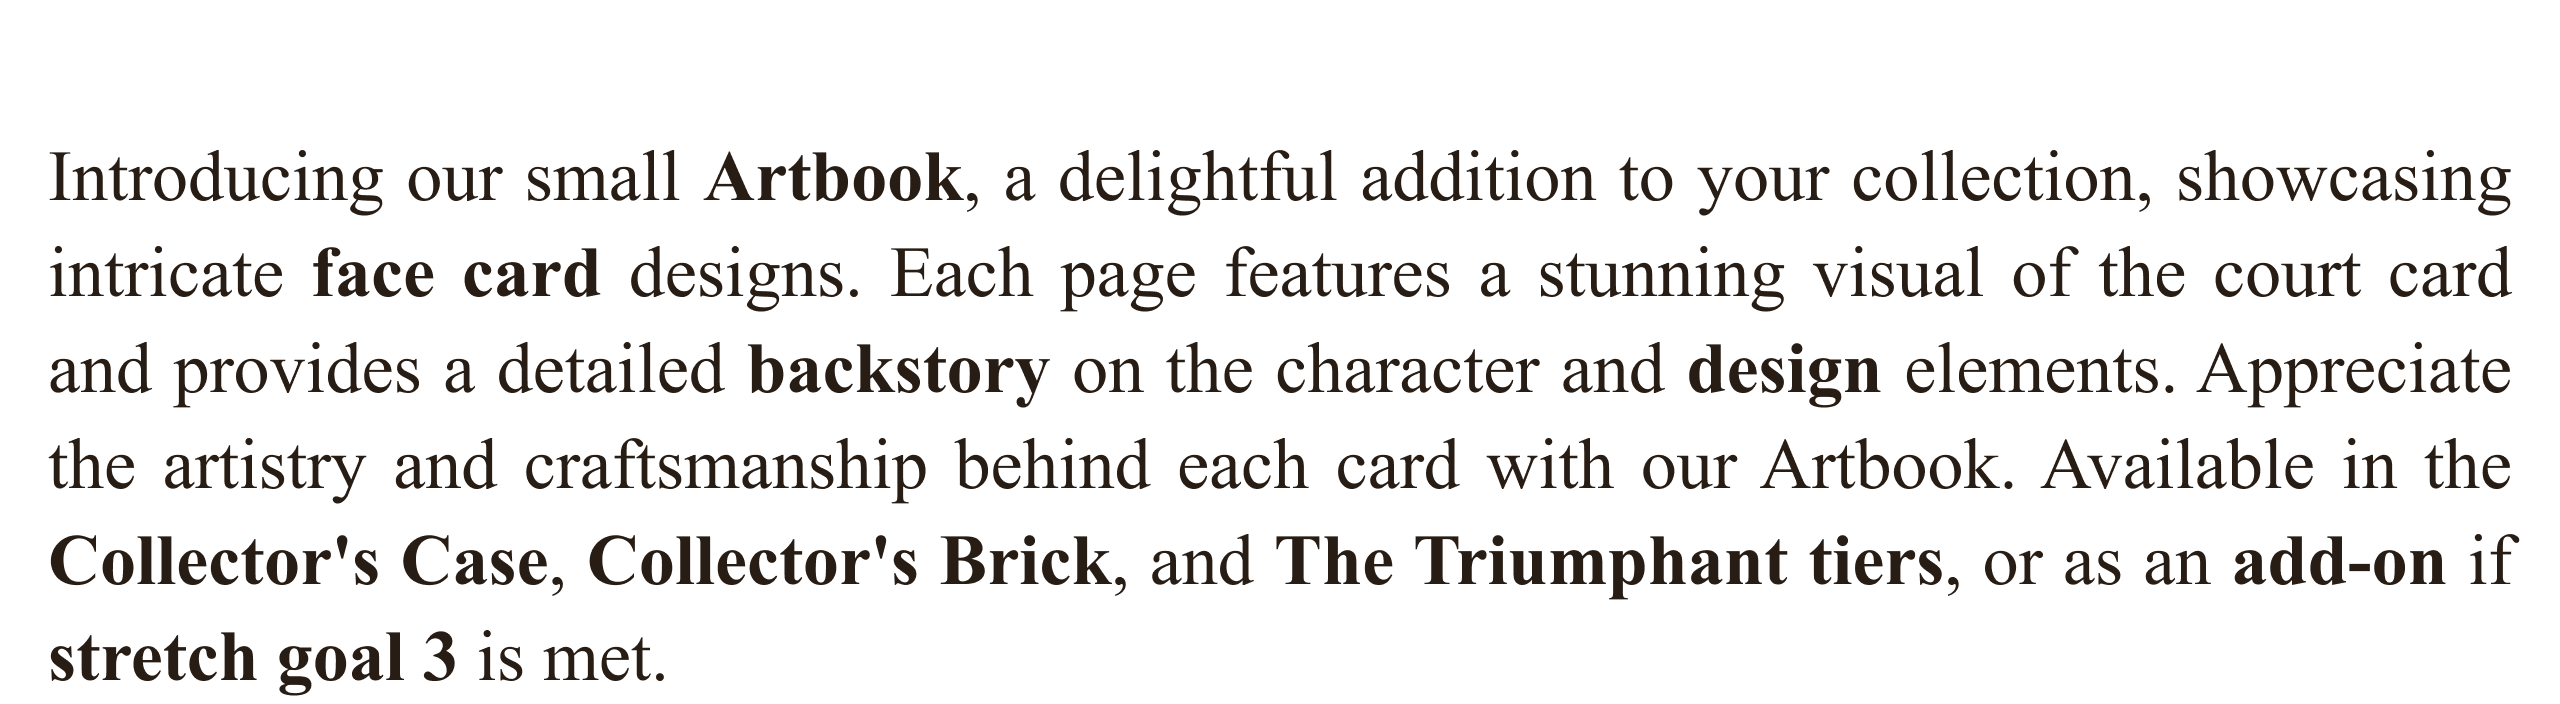 Introducing our small Artbook, a delightful addition to your collection, showcasing
intricate face card designs. Each page features a stunning visual of the court card
and provides a detailed backstory on the character and design elements. Appreciate
the artistry and craftsmanship behind each card with our Artbook. Available in the
Collector's Case, Collector's Brick, and The Triumphant tiers, or as an add-on if
stretch goal 3 is met.